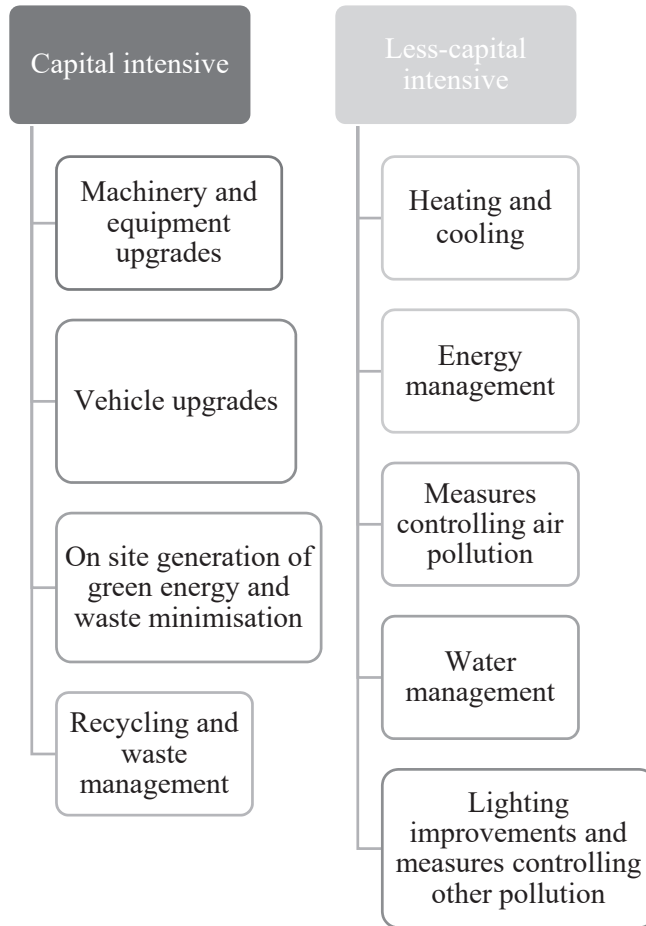 Capital intensive
Machinery and
equipment
upgrades
Vehicle upgrades
On site generation of
green energy and
waste minimisation
Recycling and
waste
management
Less-capital
intensive
Heating and
cooling
Energy
management
Measures
controlling air
pollution
Water
management
Lighting
improvements and
measures controlling
other pollution